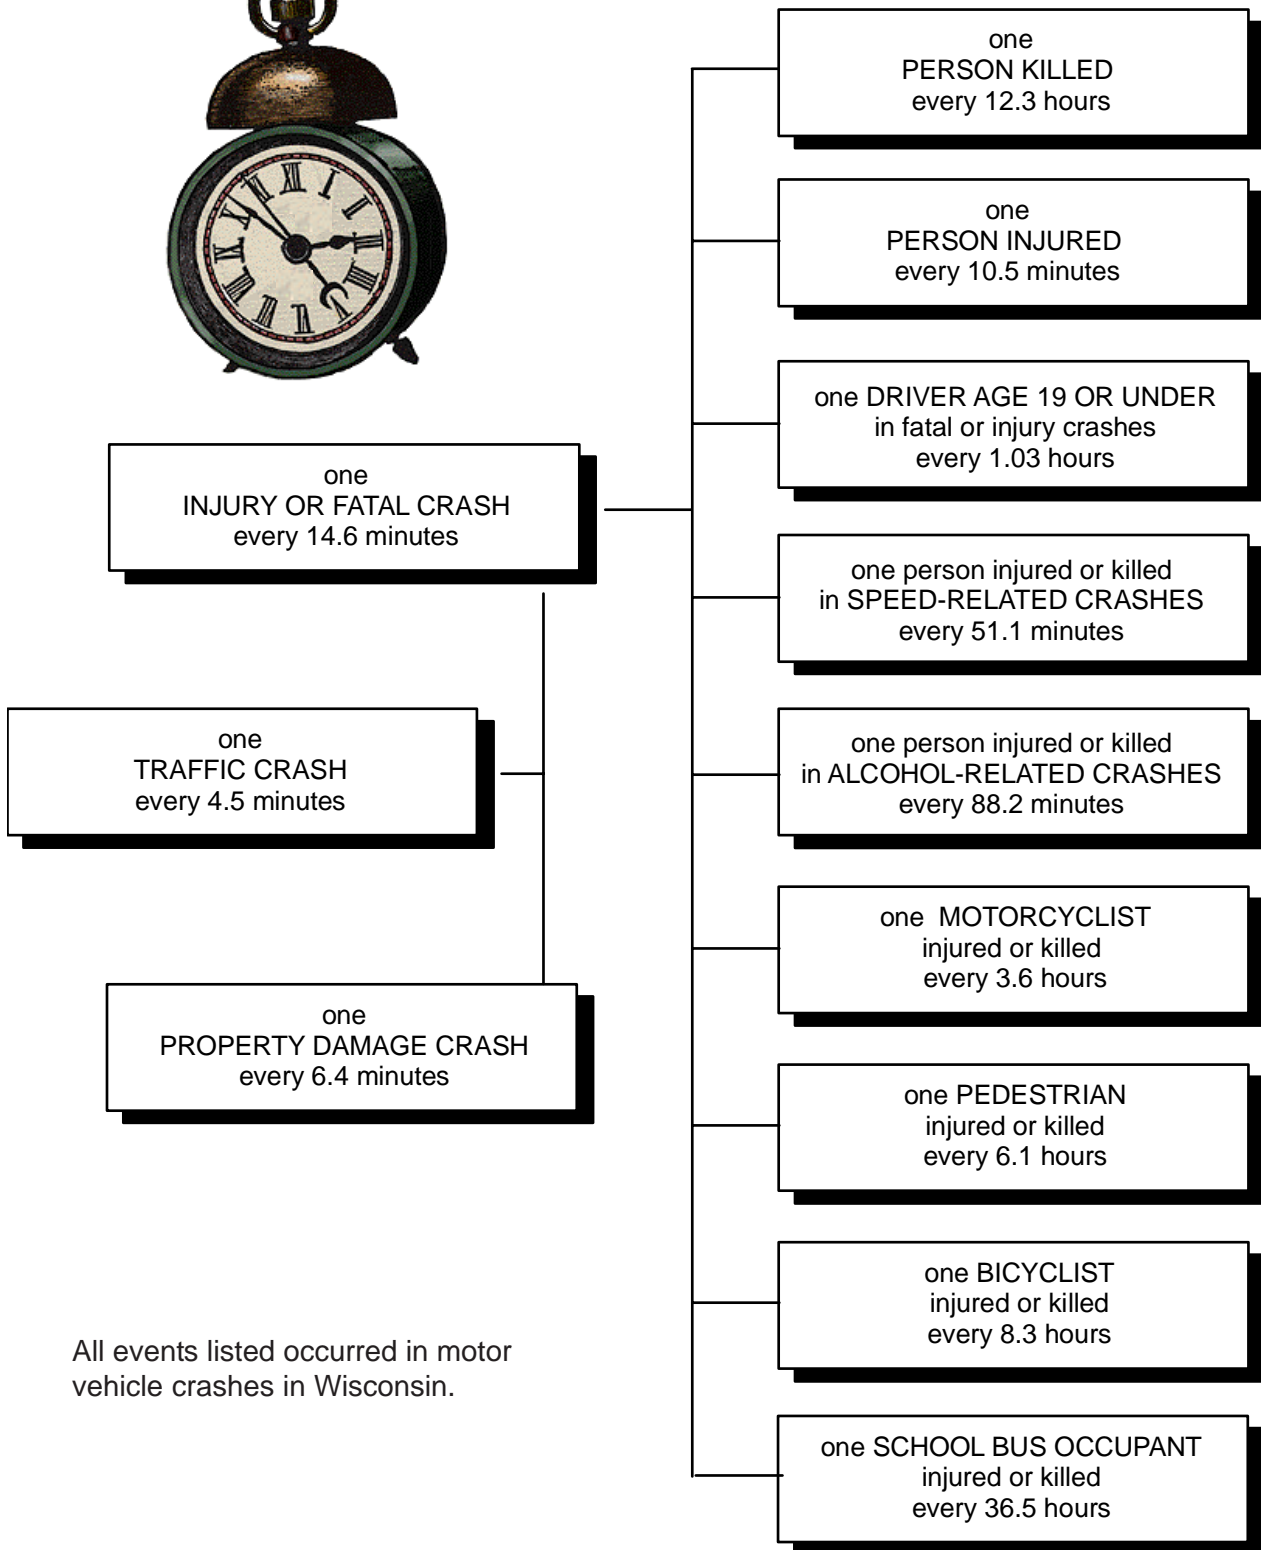 one
PERSON KILLED
every 12.3 hours
one
PERSON INJURED
every 10.5 minutes
one DRIVER AGE 19 OR UNDER
in fatal or injury crashes
every 1.03 hours
one
INJURY OR FATAL CRASH
every 14.6 minutes
one person injured or killed
in SPEED-RELATED CRASHES
every 51.1 minutes
one
TRAFFIC CRASH
every 4.5 minutes
one person injured or killed
in ALCOHOL-RELATED CRASHES
every 88.2 minutes
one MOTORCYCLIST
injured or killed
every 3.6 hours
one
PROPERTY DAMAGE CRASH
every 6.4 minutes
one PEDESTRIAN
injured or killed
every 6.1 hours
one BICYCLIST
injured or killed
every 8.3 hours
All events listed occurred in motor
vehicle crashes in Wisconsin.
one SCHOOL BUS OCCUPANT
injured or killed
every 36.5 hours